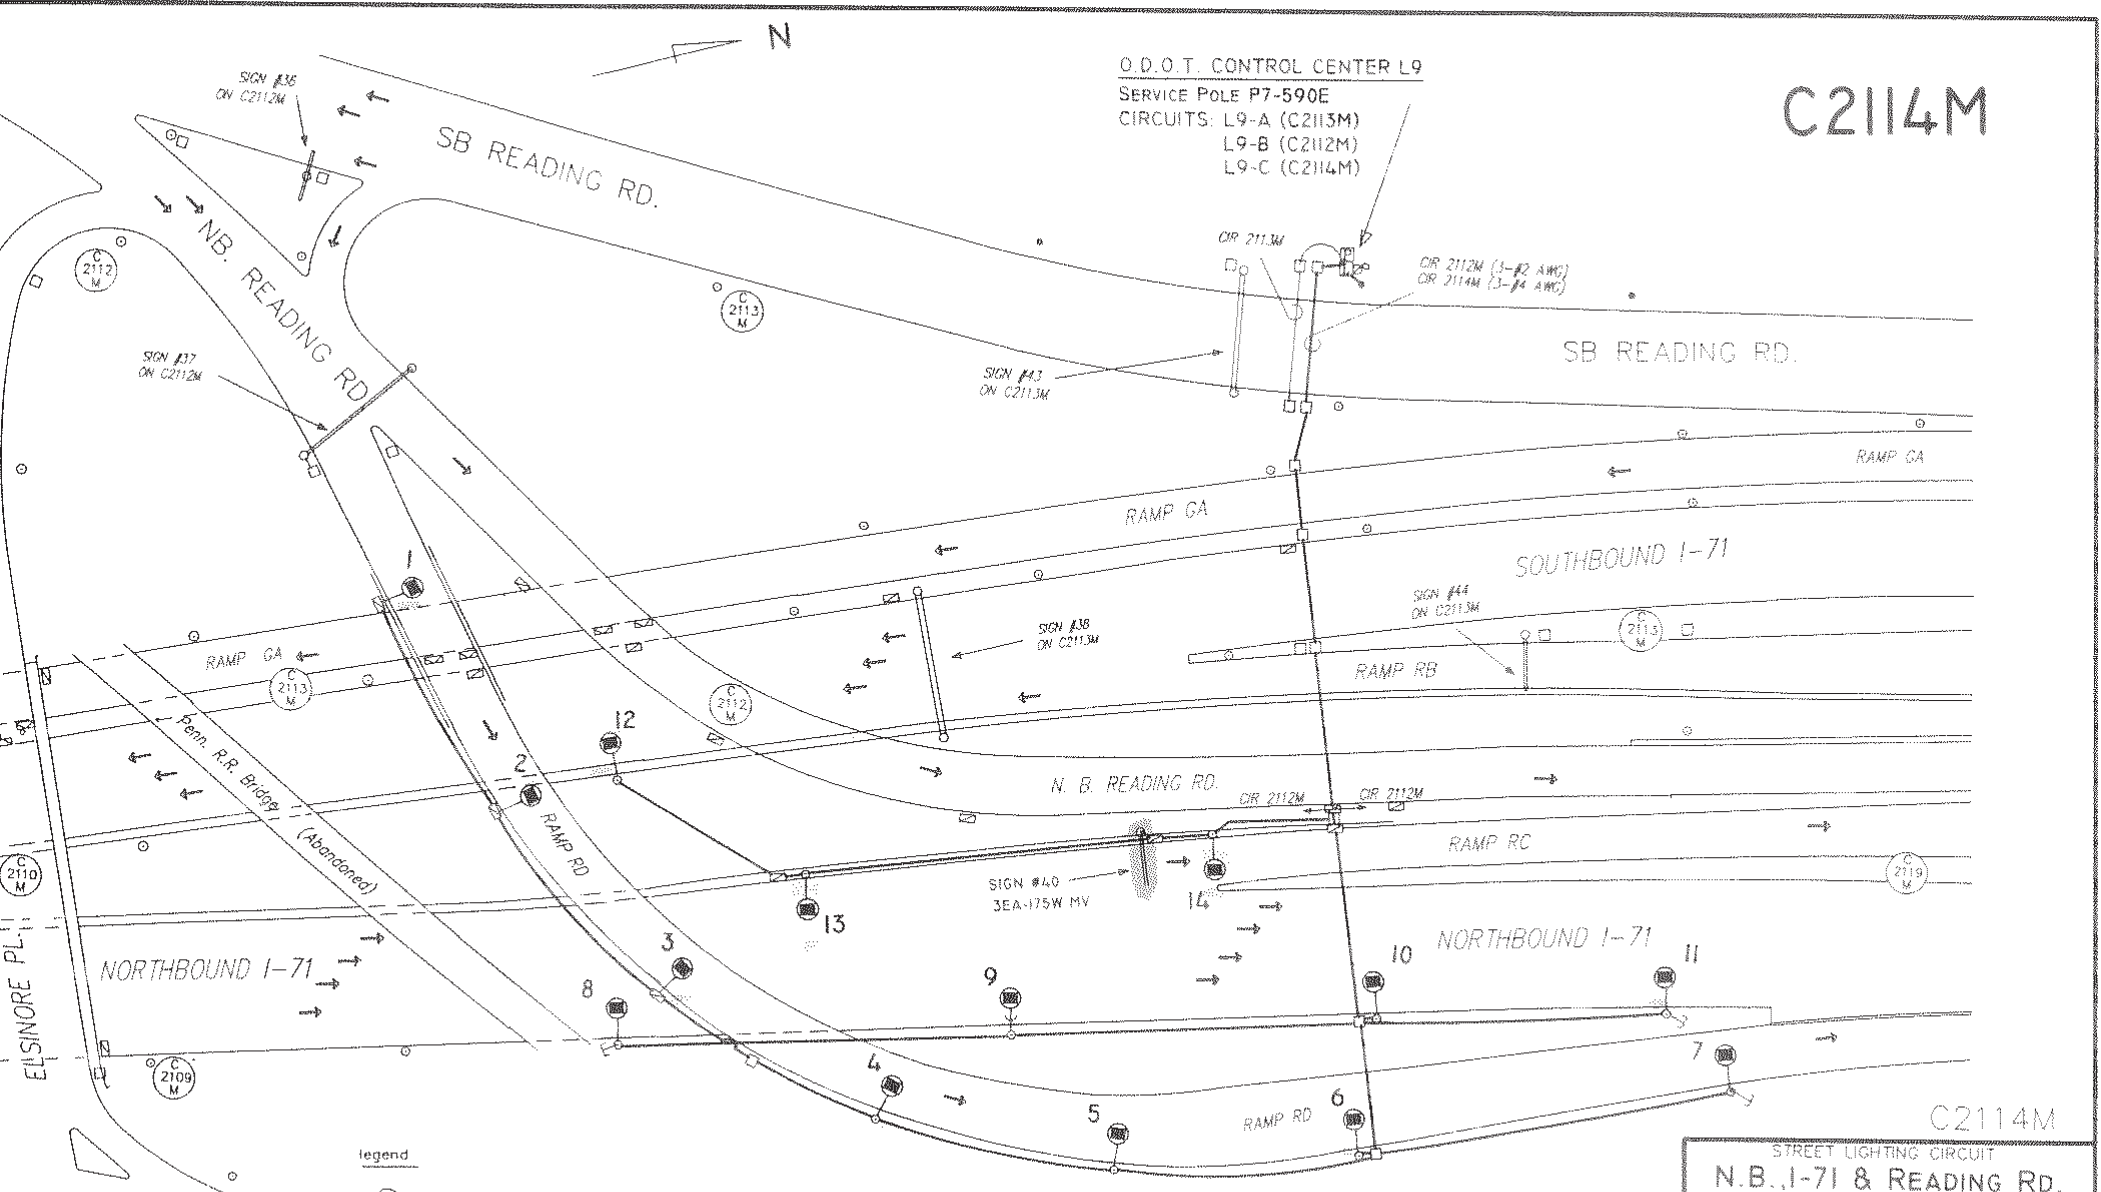 N
O.D.O.T. CONTROL CENTER L9
SERVICE POLE P7-590E
CIRCUITS: L9-A (C2113M)
L9-B (C2112M)
L9-C (C2114M)
C2114M
SIGN #36
ON C2112M
SB READING RD.
NB. READING RD
C
2112
M
C
2113
M
CIR 2113M
CIR 2112M (3-#2 AWG)
CIR 2114M (3-#4 AWG)
SIGN #37
ON C2112M
SIGN #43
ON C2113M
SB READING RD.
RAMP GA
RAMP GA
SOUTHBOUND I-71
1
SIGN #44
ON C2113M
C
2113
M
SIGN #38
ON C2113M
RAMP GA
C
2113
M
RAMP RB
C
2112
M
12
Penn. R.R. Bridge
(Abandoned)
2
RAMP RD
N. B. READING RD.
CIR 2112M
CIR 2112M
RAMP RC
C
2110
M
C
2119
M
SIGN #40
3EA-175W MV
14
13
NORTHBOUND I-71
NORTHBOUND I-71
3
8
9
10
11
ELSINORE PL.
C
2109
M
4
5
6
7
RAMP RD
legend
C2114M
STREET LIGHTING CIRCUIT
N.B., I-71 & READING RD.